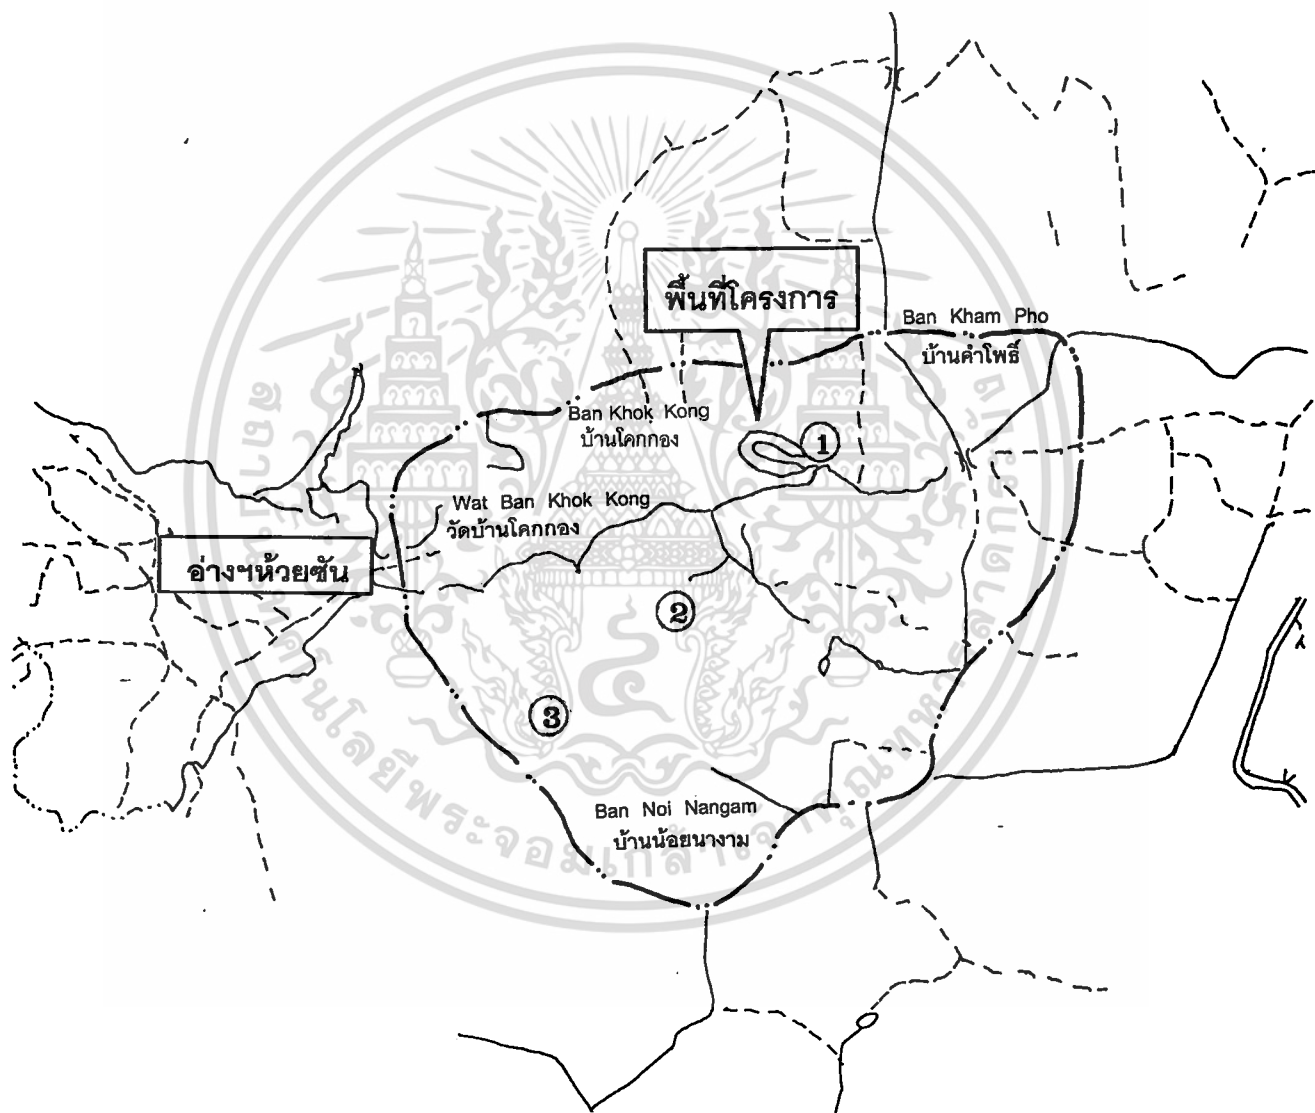 พื้นที่โครงการ
Ban Kham Pho
บ้านคำโพธิ์
Ban Khok Kong
บ้านโคกกอง
1
Wat Ban Khok Kong
วัดบ้านโคกกอง
อ่างฯห้วยซัน
2
3
Ban Noi Nangam
บ้านน้อยนางาม